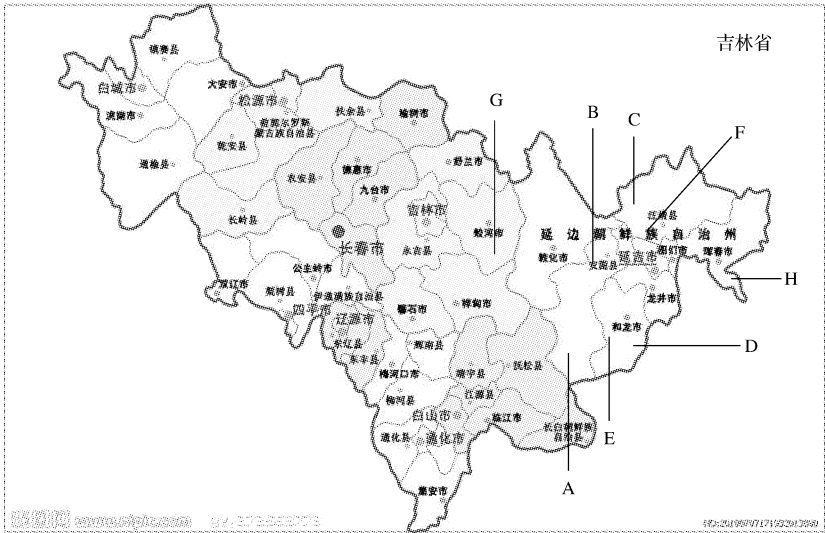 吉林省
镇赉县
白城市
洮南市
大安市
松源市
扶余县
榆树市
前郭尔罗斯
蒙古族自治县
乾安县
通榆县
农安县
德惠市
九台市
舒兰市
长岭县
吉林市
蛟河市
永吉县
长春市
G
B
C
F
汪清县
延边朝鲜族自治州
敦化市
安图县
延吉市
图们市
珲春市
H
公主岭市
双辽市
梨树县
伊通满族自治县
四平市
辽源市
东辽县
东丰县
磐石市
桦甸市
龙井市
和龙市
D
辉南县
梅河口市
靖宇县
抚松县
柳河县
江源县
白山市
临江市
长白朝鲜族
自治县
通化县
通化市
E
A
集安市
www.nipic.com